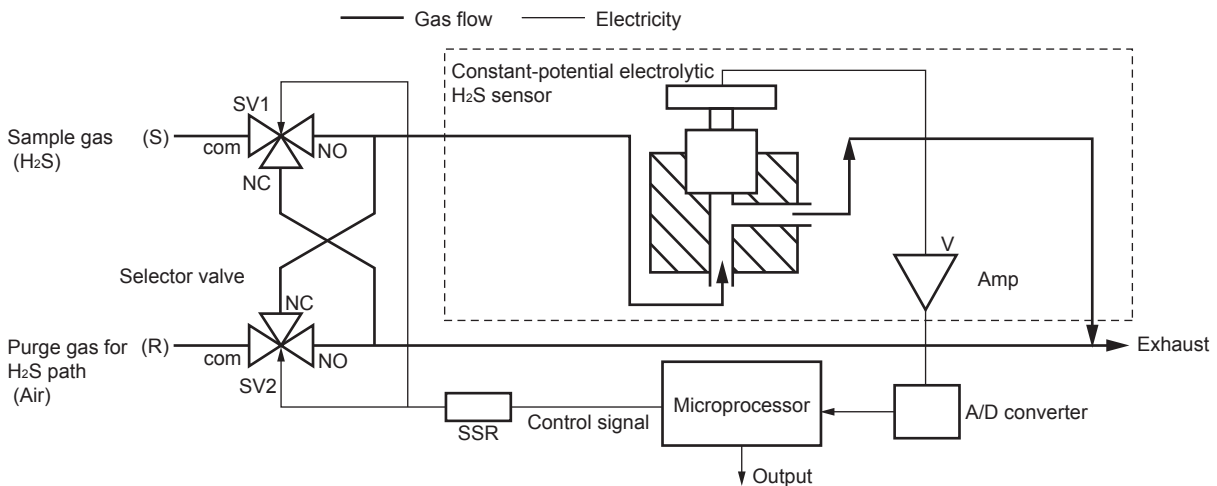 Gas flow
Electricity
Constant-potential electrolytic
H2S sensor
SV1
Sample gas (S)
(H2S)
com
NO
NC
Selector valve
NC
V
Amp
Purge gas for (R)
H2S path
(Air)
com
NO
SV2
Exhaust
SSR
Control signal
Microprocessor
A/D converter
Output